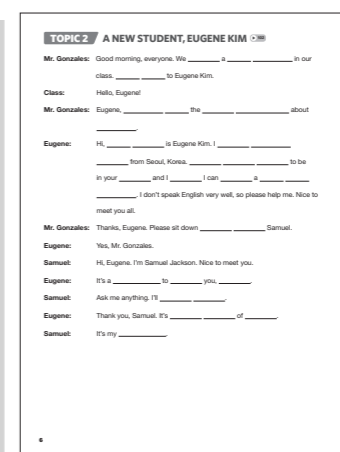 TOPIC 2 A NEW STUDENT, EUGENE KIM
Mr. Gonzales: Good morning, everyone. We ______ a ______ ______ in our
class. ______ ______ to Eugene Kim.
Class: Hello, Eugene!
Mr. Gonzales: Eugene, ______ ______ the ______ ______ about
______.
Eugene: Hi, ______ ______ is Eugene Kim. I ______ ______
______ from Seoul, Korea. ______ ______ ______ to be
in your ______ and I ______ I can ______ a ______ ______
______. I don't speak English very well, so please help me. Nice to
meet you all.
Mr. Gonzales: Thanks, Eugene. Please sit down ______ ______ Samuel.
Eugene: Yes, Mr. Gonzales.
Samuel: Hi, Eugene. I'm Samuel Jackson. Nice to meet you.
Eugene: It's a ______ to ______ you, ______.
Samuel: Ask me anything. I'll ______ ______.
Eugene: Thank you, Samuel. It's ______ ______ of ______.
Samuel: It's my ______.
6